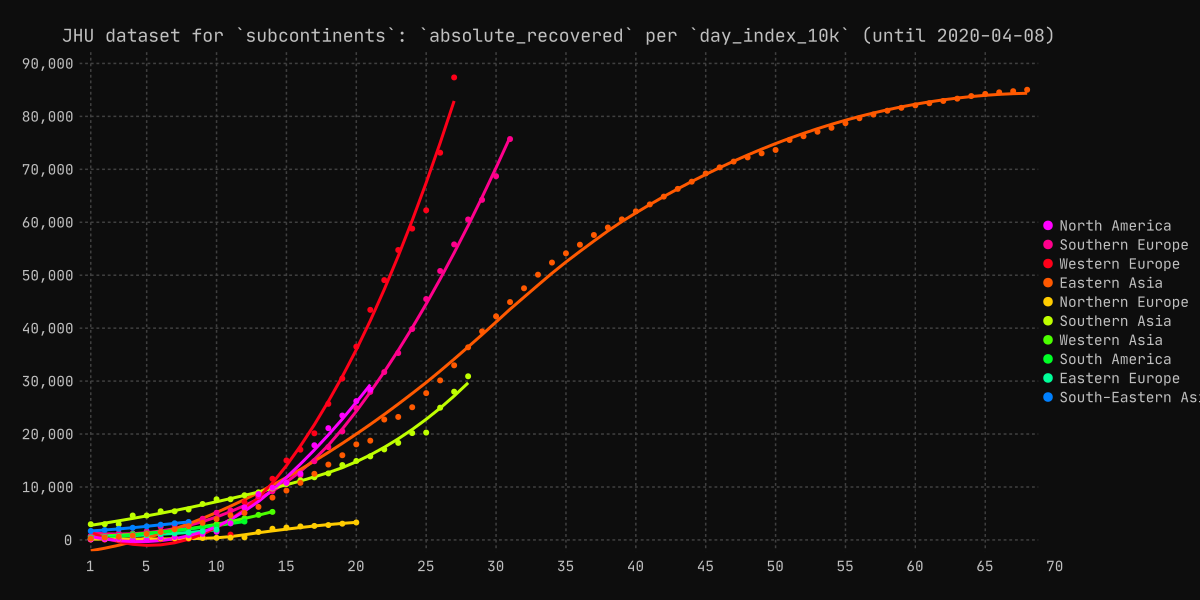 JHU dataset for `subcontinents`: `absolute_recovered` per `day_index_10k` (until 2020-04-08)
90,000
80,000
70,000
60,000
50,000
40,000
30,000
20,000
10,000
0
1 5 10 15 20 25 30 35 40 45 50 55 60 65 70
North America
Southern Europe
Western Europe
Eastern Asia
Northern Europe
Southern Asia
Western Asia
South America
Eastern Europe
South-Eastern Asi